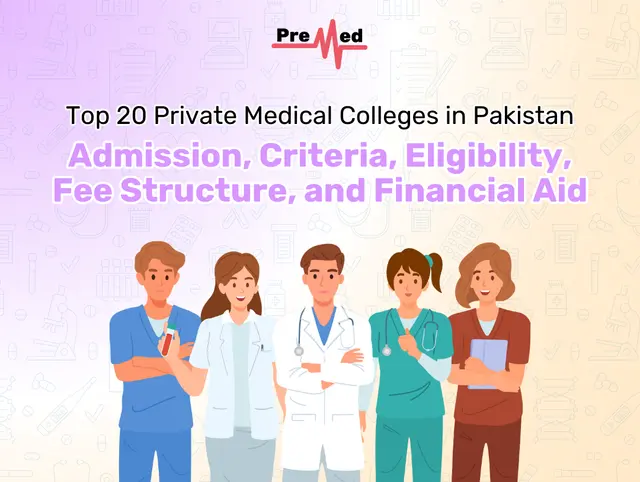 PreMed
Top 20 Private Medical Colleges in Pakistan
Admission, Criteria, Eligibility,
Fee Structure, and Financial Aid